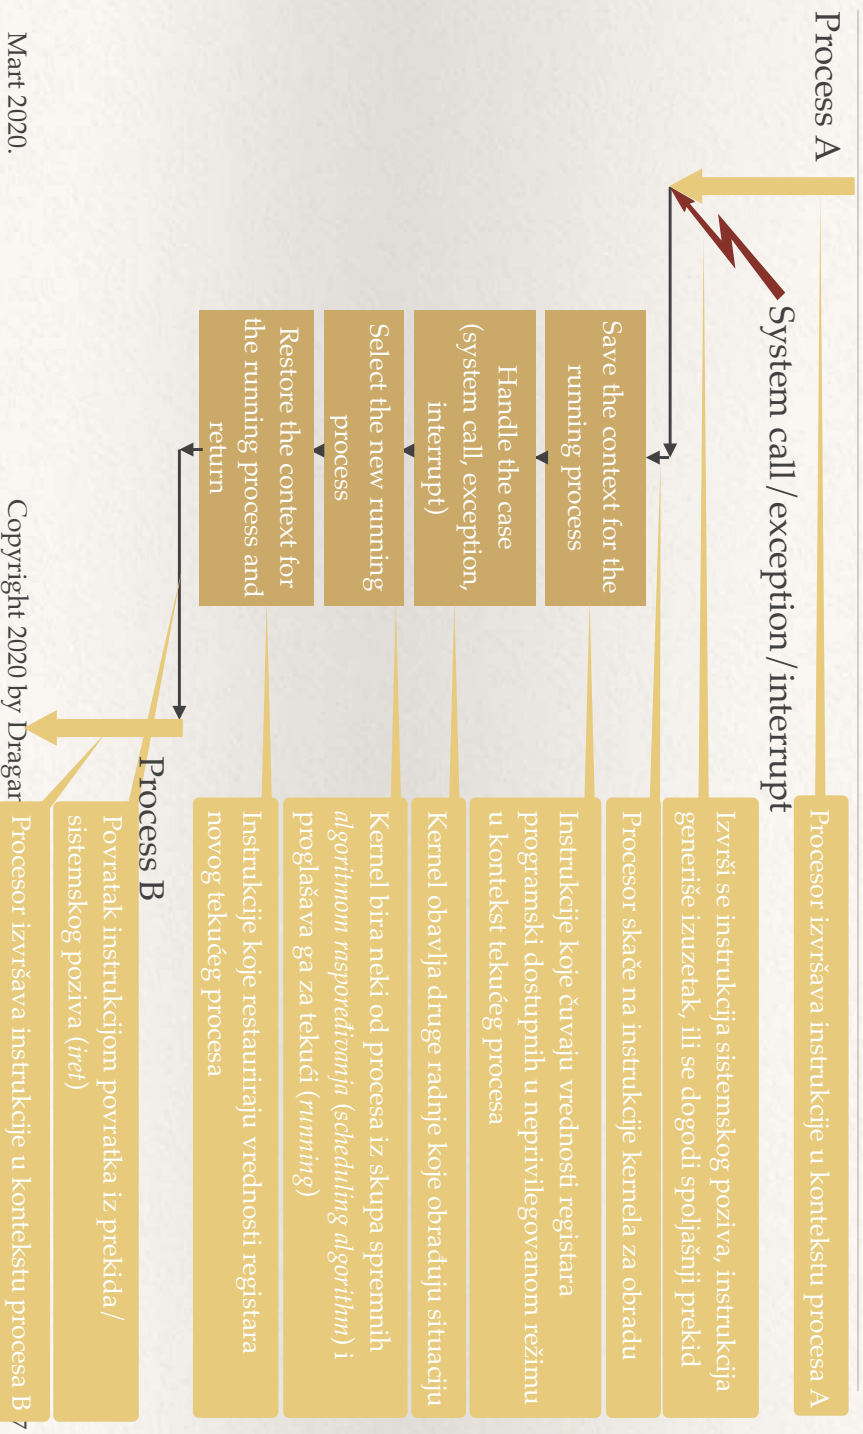 Process A
System call/exception/interrupt
Procesor izvršava instrukcije u kontekstu procesa A
Izvrši se instrukcija sistemskog poziva, instrukcija
generiše izuzetak, ili se dogodi spoljašnji prekid
Procesor skače na instrukcije kernela za obradu
Save the context for the
running process
Instrukcije koje čuvaju vrednosti registara
programski dostupnih u neprivilegovanom režimu
u kontekst tekućeg procesa
Handle the case
(system call, exception,
interrupt)
Kernel obavlja druge radnje koje obrađuju situaciju
Select the new running
process
Kernel bira neki od procesa iz skupa spremnih
algoritmom raspoređivanja (scheduling algorithm) i
proglašava ga za tekući (running)
Restore the context for
the running process and
return
Instrukcije koje restauriraju vrednosti registara
novog tekućeg procesa
Process B
Povratak instrukcijom povratka iz prekida/
sistemskog poziva (iret)
Procesor izvršava instrukcije u kontekstu procesa B
Mart 2020.
Copyright 2020 by Dragan
7